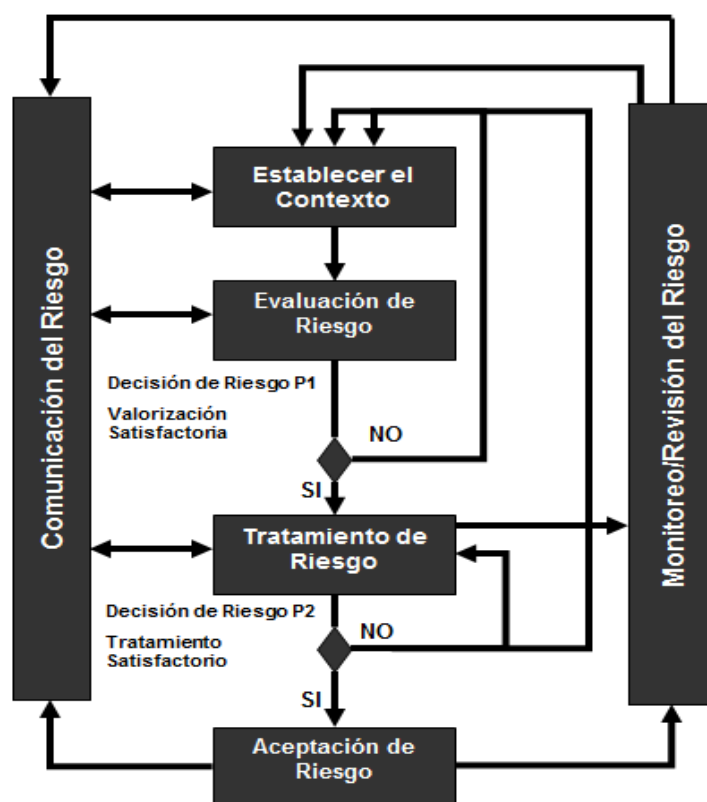 Establecer el
Contexto
Comunicación del Riesgo
Monitoreo/Revisión del Riesgo
Evaluación de
Riesgo
Decisión de Riesgo P1
Valorización
Satisfactoria
NO
SI
Tratamiento de
Riesgo
Decisión de Riesgo P2
Tratamiento
Satisfactorio
NO
SI
Aceptación de
Riesgo